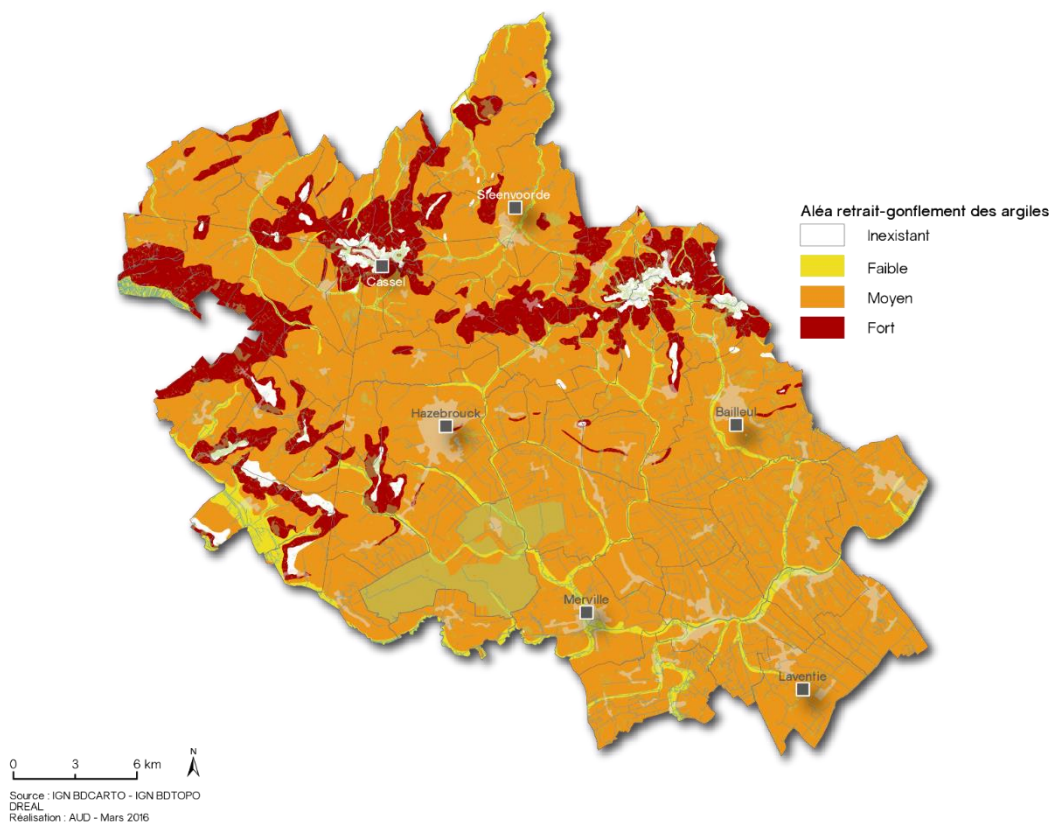 Steenvoorde
Cassel
Hazebrouck
Bailleul
Merville
Laventie
Aléa retrait-gonflement des argiles
Inexistant
Faible
Moyen
Fort
0 3 6 km
N
Source : IGN BDCARTO - IGN BDTOPO
DREAL
Réalisation : AUD - Mars 2016